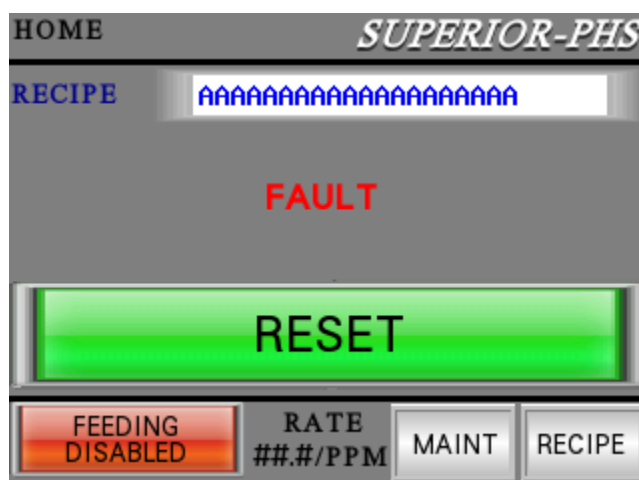 HOME
SUPERIOR-PHS
RECIPE
AAAAAAAAAAAAAAAAAAAA
FAULT
RESET
FEEDING
DISABLED
RATE
##.#/PPM
MAINT
RECIPE